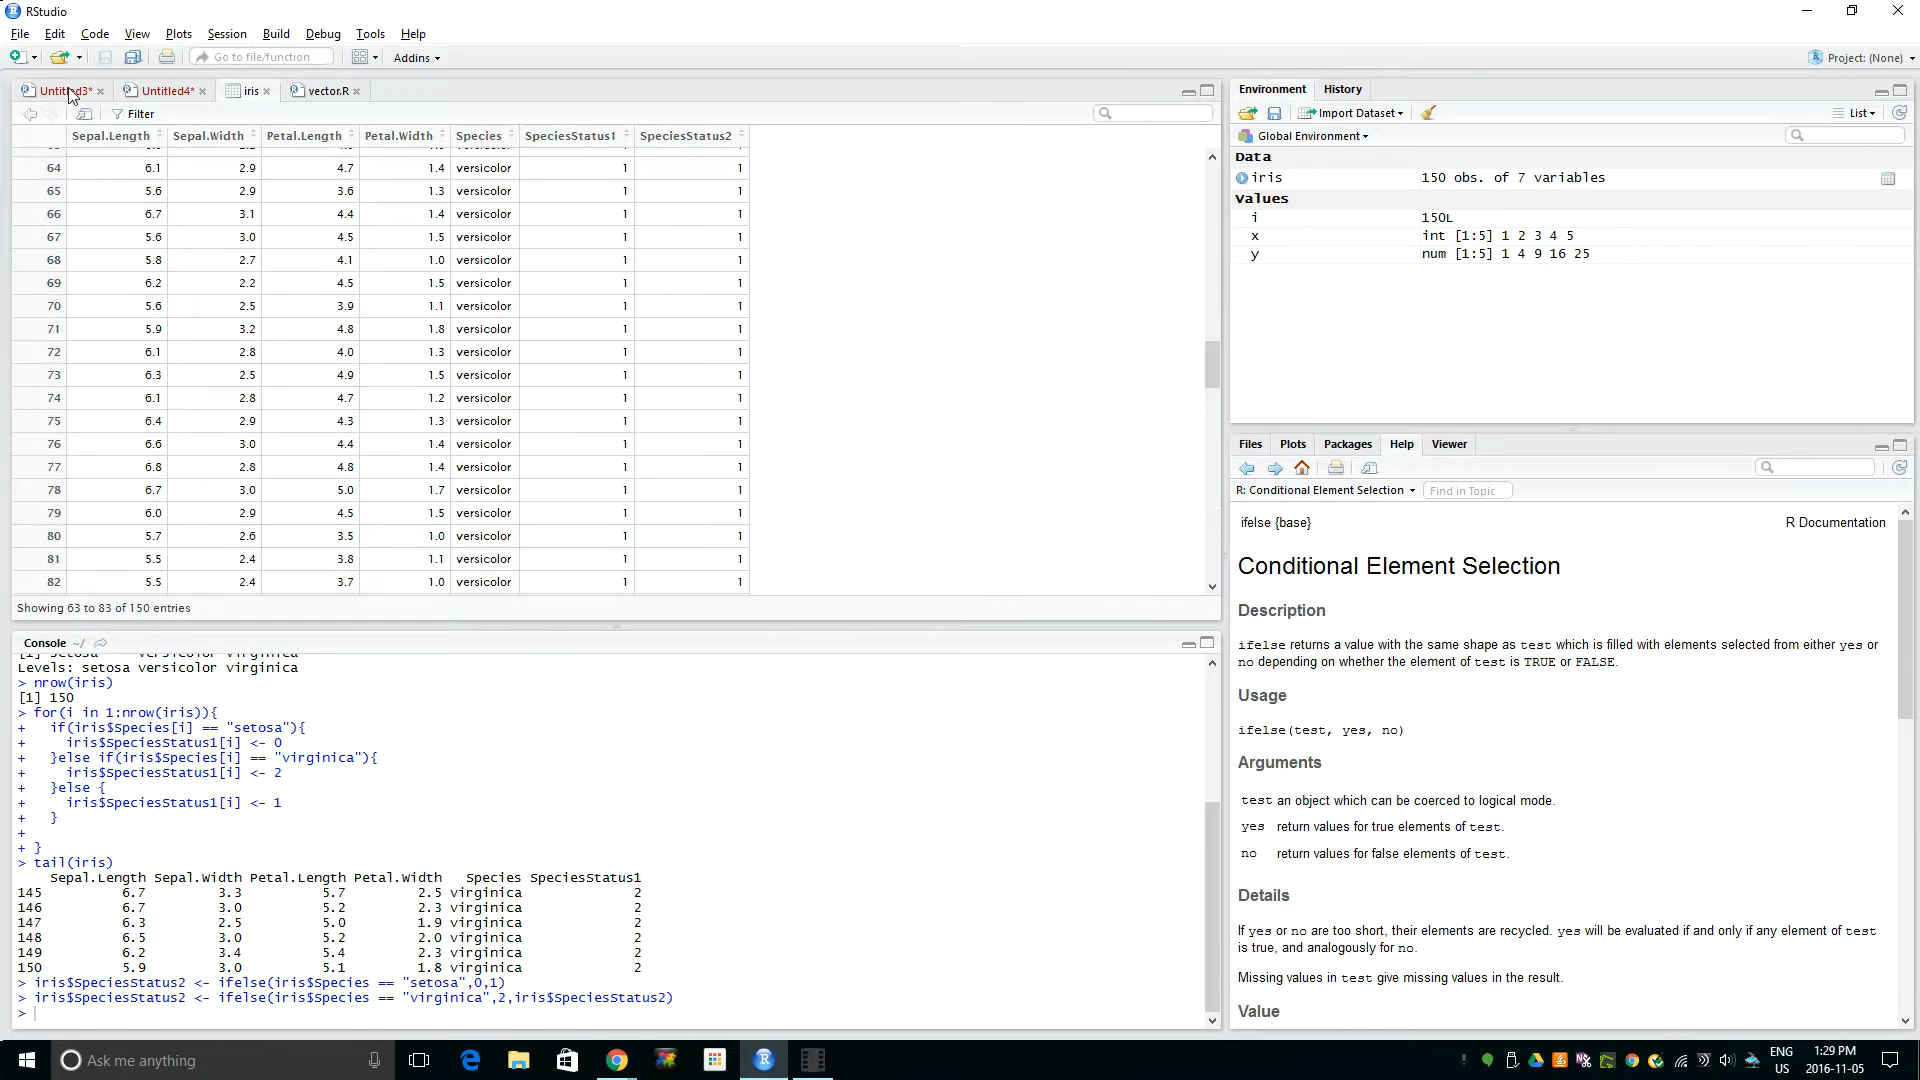 RStudio
File Edit Code View Plots Session Build Debug Tools Help
Go to file/function Addins Project: (None)
Untitled3* Untitled4* iris vector.R
Filter
Sepal.Length Sepal.Width Petal.Length Petal.Width Species SpeciesStatus1 SpeciesStatus2
64 6.1 2.9 4.7 1.4 versicolor 1 1
65 5.6 2.9 3.6 1.3 versicolor 1 1
66 6.7 3.1 4.4 1.4 versicolor 1 1
67 5.6 3.0 4.5 1.5 versicolor 1 1
68 5.8 2.7 4.1 1.0 versicolor 1 1
69 6.2 2.2 4.5 1.5 versicolor 1 1
70 5.6 2.5 3.9 1.1 versicolor 1 1
71 5.9 3.2 4.8 1.8 versicolor 1 1
72 6.1 2.8 4.0 1.3 versicolor 1 1
73 6.3 2.5 4.9 1.5 versicolor 1 1
74 6.1 2.8 4.7 1.2 versicolor 1 1
75 6.4 2.9 4.3 1.3 versicolor 1 1
76 6.6 3.0 4.4 1.4 versicolor 1 1
77 6.8 2.8 4.8 1.4 versicolor 1 1
78 6.7 3.0 5.0 1.7 versicolor 1 1
79 6.0 2.9 4.5 1.5 versicolor 1 1
80 5.7 2.6 3.5 1.0 versicolor 1 1
81 5.5 2.4 3.8 1.1 versicolor 1 1
82 5.5 2.4 3.7 1.0 versicolor 1 1
Showing 63 to 83 of 150 entries
Console ~/
[1] setosa versicolor virginica
Levels: setosa versicolor virginica
> nrow(iris)
[1] 150
> for(i in 1:nrow(iris)){
+ if(iris$Species[i] == "setosa"){
+ iris$SpeciesStatus1[i] <- 0
+ }else if(iris$Species[i] == "virginica"){
+ iris$SpeciesStatus1[i] <- 2
+ }else {
+ iris$SpeciesStatus1[i] <- 1
+ }
+
+ }
> tail(iris)
Sepal.Length Sepal.Width Petal.Length Petal.Width Species SpeciesStatus1
145 6.7 3.3 5.7 2.5 virginica 2
146 6.7 3.0 5.2 2.3 virginica 2
147 6.3 2.5 5.0 1.9 virginica 2
148 6.5 3.0 5.2 2.0 virginica 2
149 6.2 3.4 5.4 2.3 virginica 2
150 5.9 3.0 5.1 1.8 virginica 2
> iris$SpeciesStatus2 <- ifelse(iris$Species == "setosa",0,1)
> iris$SpeciesStatus2 <- ifelse(iris$Species == "virginica",2,iris$SpeciesStatus2)
>
Environment History
Import Dataset List
Global Environment
Data
iris 150 obs. of 7 variables
Values
i 150L
x int [1:5] 1 2 3 4 5
y num [1:5] 1 4 9 16 25
Files Plots Packages Help Viewer
R: Conditional Element Selection Find in Topic
ifelse {base} R Documentation
Conditional Element Selection
Description
ifelse returns a value with the same shape as test which is filled with elements selected from either yes or
no depending on whether the element of test is TRUE or FALSE.
Usage
ifelse(test, yes, no)
Arguments
test an object which can be coerced to logical mode.
yes return values for true elements of test.
no return values for false elements of test.
Details
If yes or no are too short, their elements are recycled. yes will be evaluated if and only if any element of test
is true, and analogously for no.
Missing values in test give missing values in the result.
Value
Ask me anything
ENG
US
1:29 PM
2016-11-05